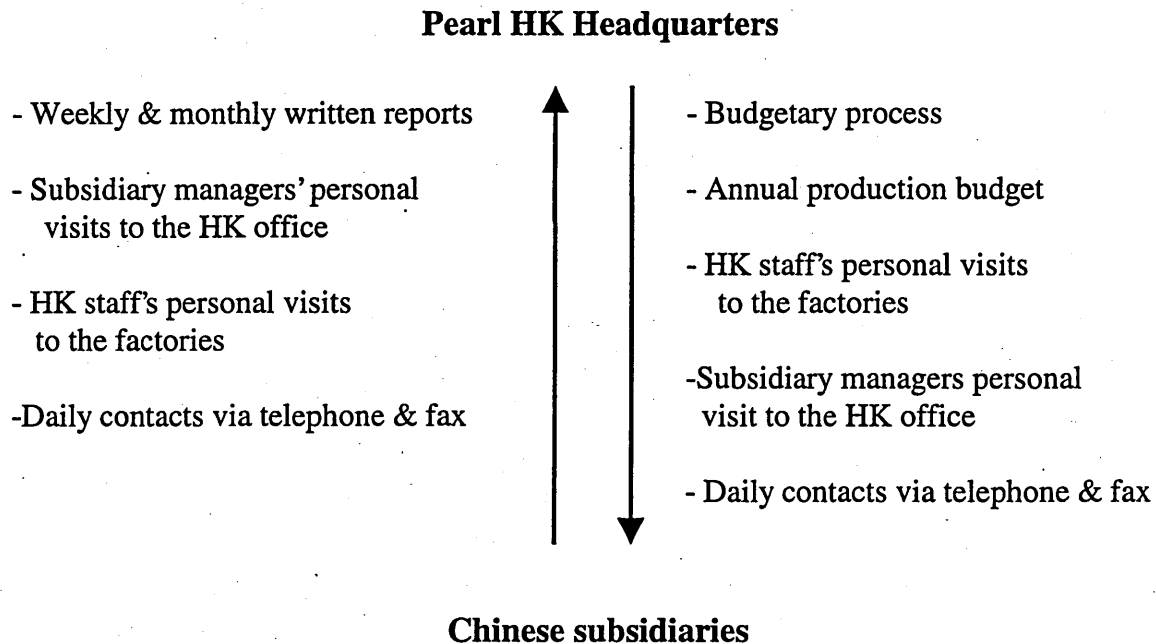 Pearl HK Headquarters
- Weekly & monthly written reports
- Subsidiary managers' personal
visits to the HK office
- HK staff's personal visits
to the factories
-Daily contacts via telephone & fax
- Budgetary process
- Annual production budget
- HK staff's personal visits
to the factories
-Subsidiary managers personal
visit to the HK office
- Daily contacts via telephone & fax
Chinese subsidiaries